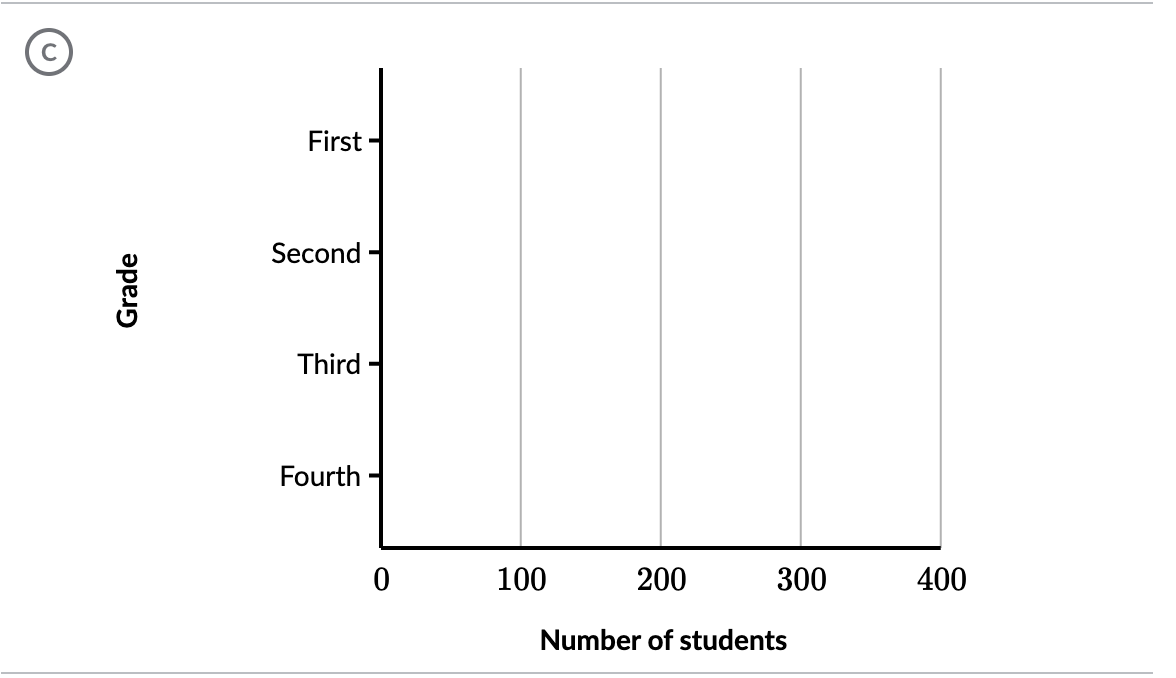 C
First
Second
Grade
Third
Fourth
0 100 200 300 400
Number of students